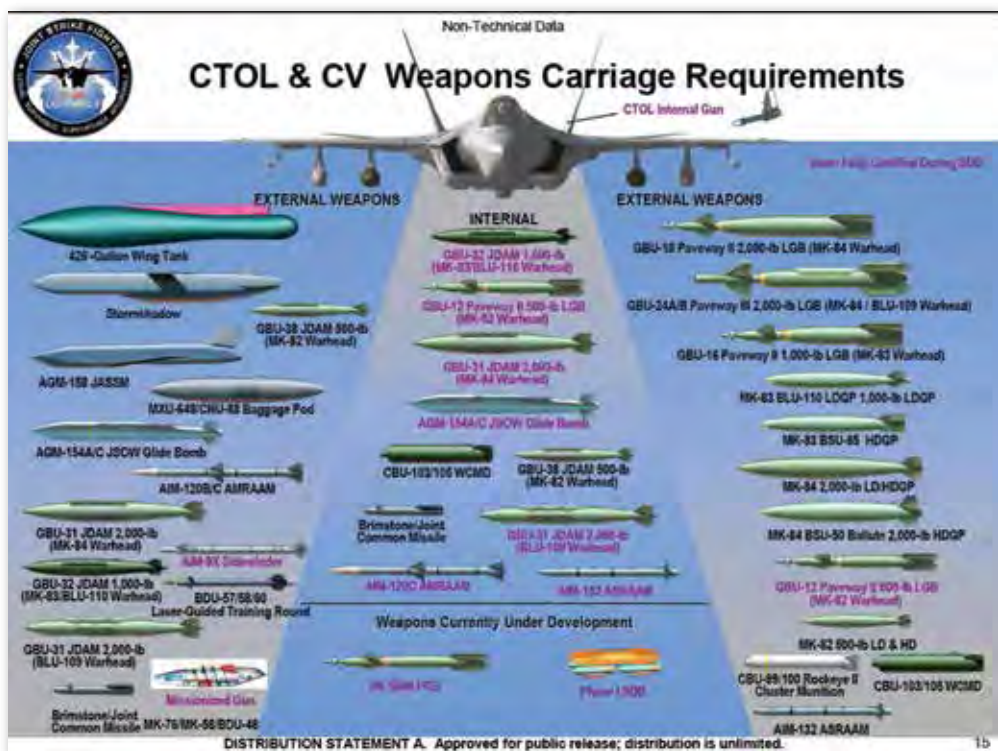 Non-Technical Data
JOINT STRIKE FIGHTER
CTOL & CV Weapons Carriage Requirements
CTOL Internal Gun
EXTERNAL WEAPONS
426 Gallon Wing Tank
Stormshadow
GBU-38 JDAM 500-lb
(MK-82 Warhead)
AGM-158 JASSM
MXU-648/CNU-88 Baggage Pod
AGM-154A/C JSOW Glide Bomb
AIM-120B/C AMRAAM
GBU-31 JDAM 2,000-lb
(MK-84 Warhead)
AIM-9X Sidewinder
GBU-32 JDAM 1,000-lb
(MK-83/BLU-110 Warhead)
BDU-57/58/60
Laser-Guided Training Round
GBU-31 JDAM 2,000-lb
(BLU-109 Warhead)
Missionized Gun
Brimstone/Joint
Common Missile
MK-76/MK-58/BDU-48
INTERNAL
GBU-32 JDAM 1,000-lb
(MK-83/BLU-110 Warhead)
GBU-12 Paveway II 500-lb LGB
(MK-82 Warhead)
GBU-31 JDAM 2,000-lb
(MK-84 Warhead)
AGM-154A/C JSOW Glide Bomb
CBU-103/105 WCMD
GBU-38 JDAM 500-lb
(MK-82 Warhead)
Brimstone/Joint
Common Missile
GBU-31 JDAM 2,000-lb
(BLU-109 Warhead)
AIM-120C AMRAAM
AIM-132 ASRAAM
Weapons Currently Under Development
EXTERNAL WEAPONS
GBU-10 Paveway II 2,000-lb LGB (MK-84 Warhead)
GBU-24A/B Paveway III 2,000-lb LGB (MK-84 / BLU-109 Warhead)
GBU-16 Paveway II 1,000-lb LGB (MK-83 Warhead)
MK-83 BLU-110 LDGP 1,000-lb LDGP
MK-83 BSU-85 HDGP
MK-84 2,000-lb LD/HDGP
MK-84 BSU-50 Ballute 2,000-lb HDGP
GBU-12 Paveway II 500-lb LGB
(MK-82 Warhead)
MK-82 500-lb LD & HD
CBU-99/100 Rockeye II
Cluster Munition
CBU-103/105 WCMD
AIM-132 ASRAAM
DISTRIBUTION STATEMENT A. Approved for public release; distribution is unlimited.
15